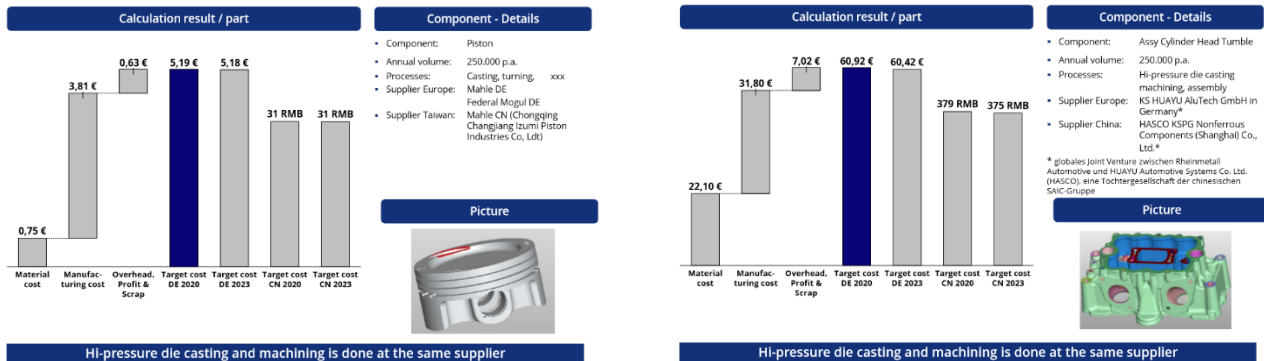 Calculation result / part
0,75 €
3,81 €
0,63 €
5,19 €
5,18 €
31 RMB
31 RMB
Material
cost
Manufac-
turing cost
Overhead,
Profit &
Scrap
Target cost
DE 2020
Target cost
DE 2023
Target cost
CN 2020
Target cost
CN 2023
Component - Details
▪ Component: Piston
▪ Annual volume: 250.000 p.a.
▪ Processes: Casting, turning, xxx
▪ Supplier Europe: Mahle DE
Federal Mogul DE
▪ Supplier Taiwan: Mahle CN (Chongqing
Changjiang Izumi Piston
Industries Co, Ldt)
Picture
Hi-pressure die casting and machining is done at the same supplier
Calculation result / part
22,10 €
31,80 €
7,02 €
60,92 €
60,42 €
379 RMB
375 RMB
Material
cost
Manufac-
turing cost
Overhead,
Profit &
Scrap
Target cost
DE 2020
Target cost
DE 2023
Target cost
CN 2020
Target cost
CN 2023
Component - Details
▪ Component: Assy Cylinder Head Tumble
▪ Annual volume: 250.000 p.a.
▪ Processes: Hi-pressure die casting
machining, assembly
▪ Supplier Europe: KS HUAYU AluTech GmbH in
Germany*
▪ Supplier China: HASCO KSPG Nonferrous
Components (Shanghai) Co.,
Ltd.*
* globales Joint Venture zwischen Rheinmetall
Automotive und HUAYU Automotive Systems Co. Ltd.
(HASCO), eine Tochtergesellschaft der chinesischen
SAIC-Gruppe
Picture
Hi-pressure die casting and machining is done at the same supplier